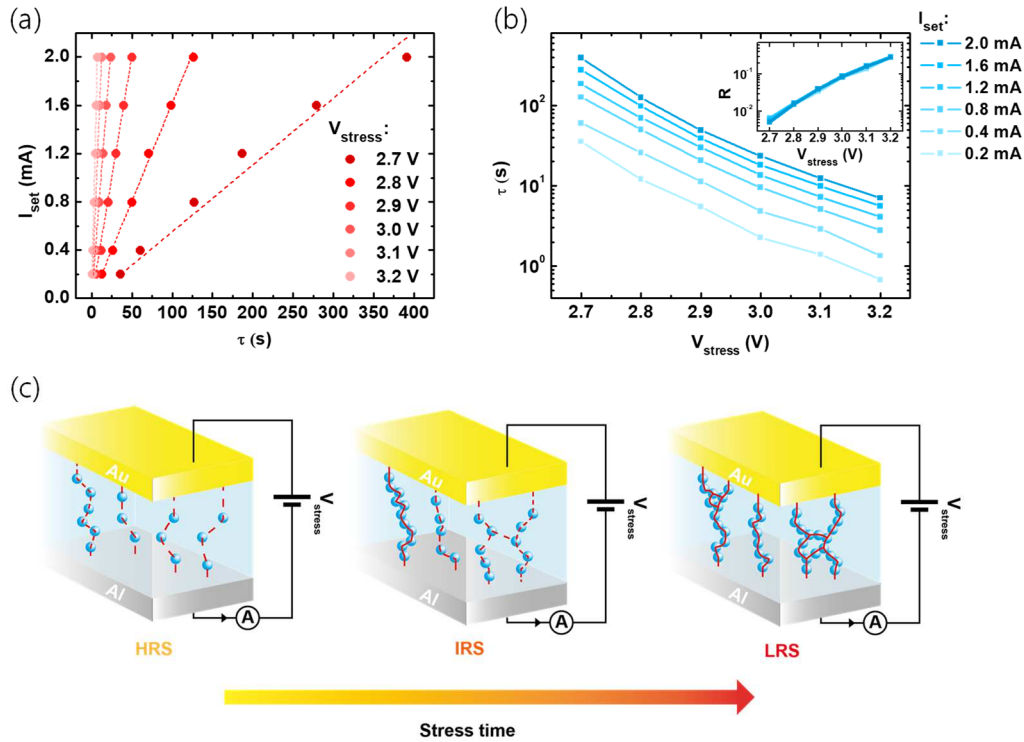 (a)
I_set (mA)
2.0
1.6
1.2
0.8
0.4
0.0
0 50 100 150 200 250 300 350 400
τ (s)
V_stress:
2.7 V
2.8 V
2.9 V
3.0 V
3.1 V
3.2 V
(b)
τ (s)
10^2
10^1
10^0
2.7 2.8 2.9 3.0 3.1 3.2
V_stress (V)
R
10^-1
10^-2
2.7 2.8 2.9 3.0 3.1 3.2
V_stress (V)
I_set:
2.0 mA
1.6 mA
1.2 mA
0.8 mA
0.4 mA
0.2 mA
(c)
Au
Al
V_stress
A
HRS
Au
Al
V_stress
A
IRS
Au
Al
V_stress
A
LRS
Stress time